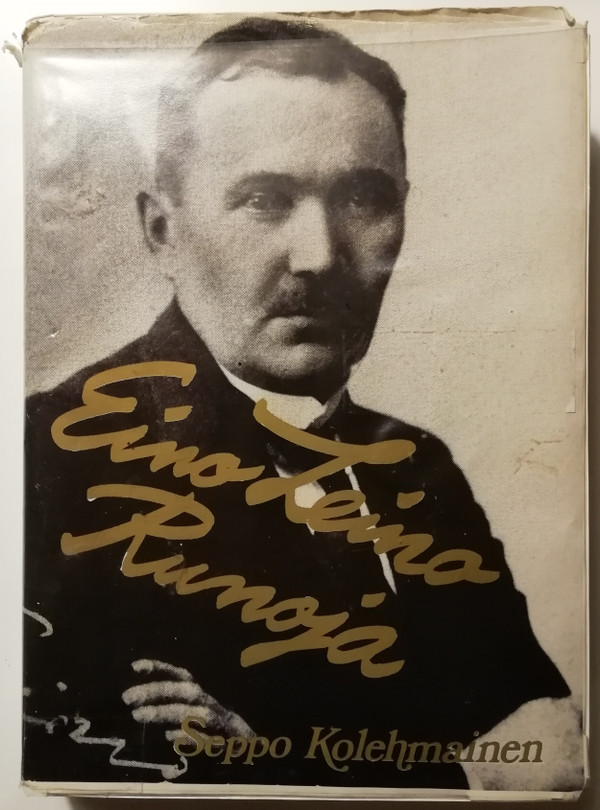 Eino Leino
Runoja
Seppo Kolehmainen